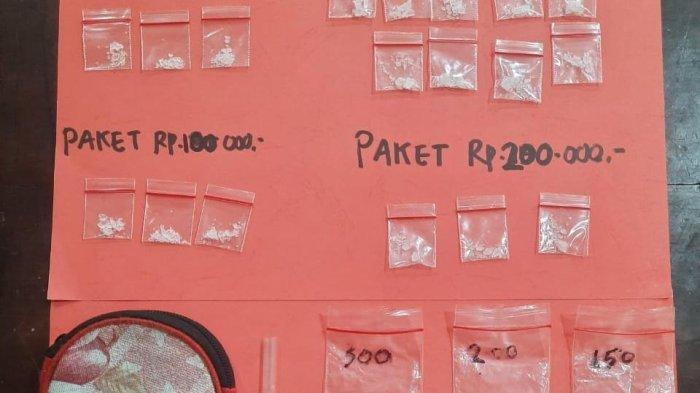 PAKET RP.100 000,-
PAKET RP.200.000,-
300 200 150